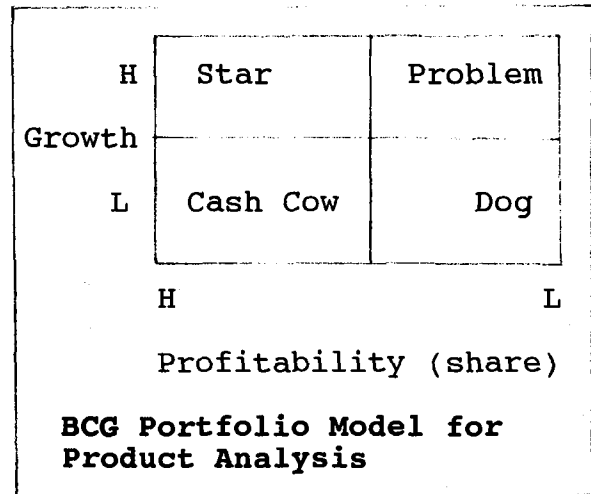 H Star Problem
Growth
L Cash Cow Dog
H L
Profitability (share)
BCG Portfolio Model for
Product Analysis